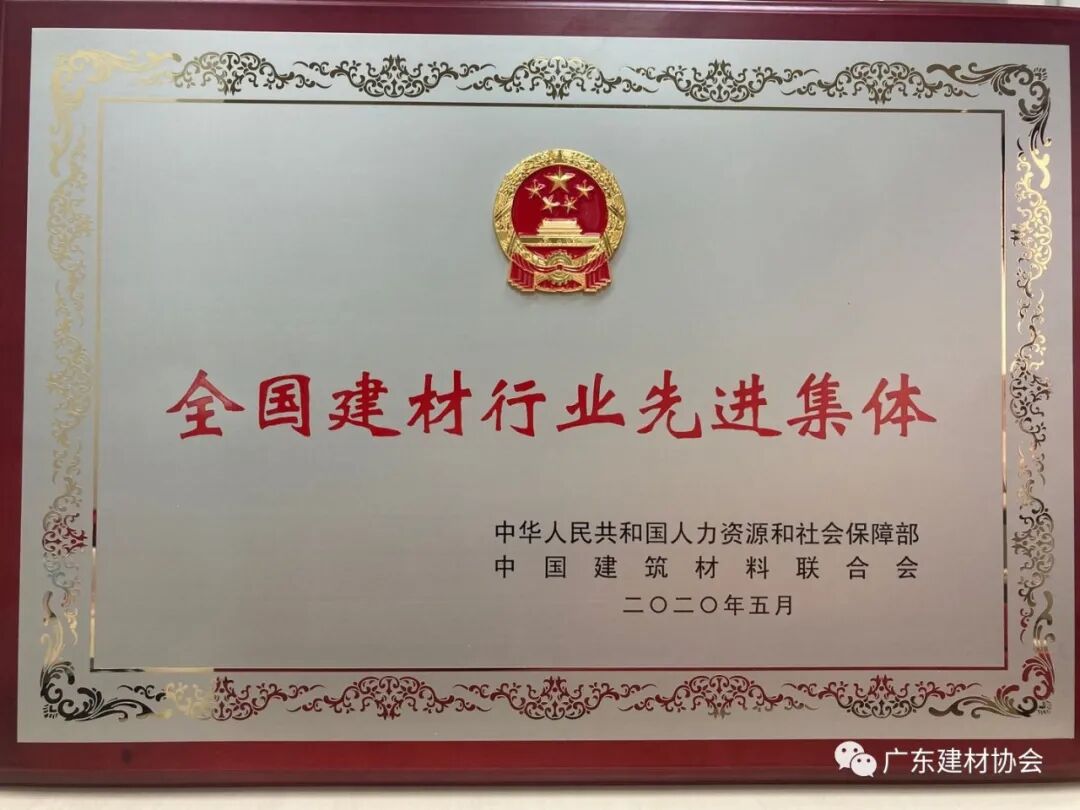 全国建材行业先进集体
中华人民共和国人力资源和社会保障部
中国建筑材料联合会
二〇二〇年五月
广东建材协会